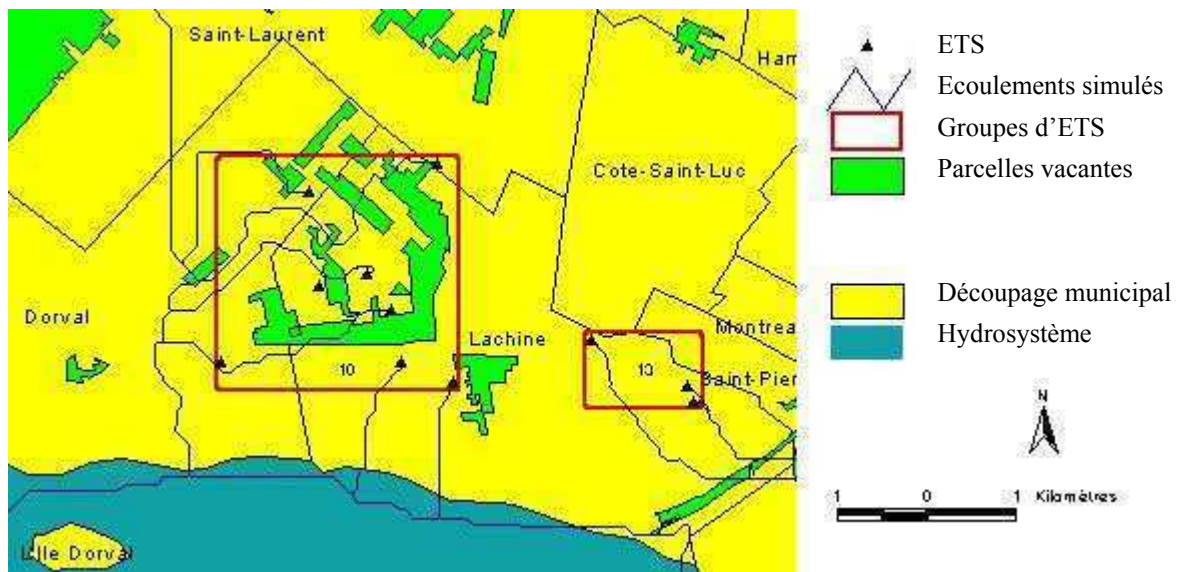 Saint-Laurent
Ham
Cote-Saint-Luc
Dorval
Lachine
Montrea
10
13
Saint-Pier
L'Ile Dorval
ETS
Ecoulements simulés
Groupes d'ETS
Parcelles vacantes
Découpage municipal
Hydrosystème
N
1 0 1 Kilomètres